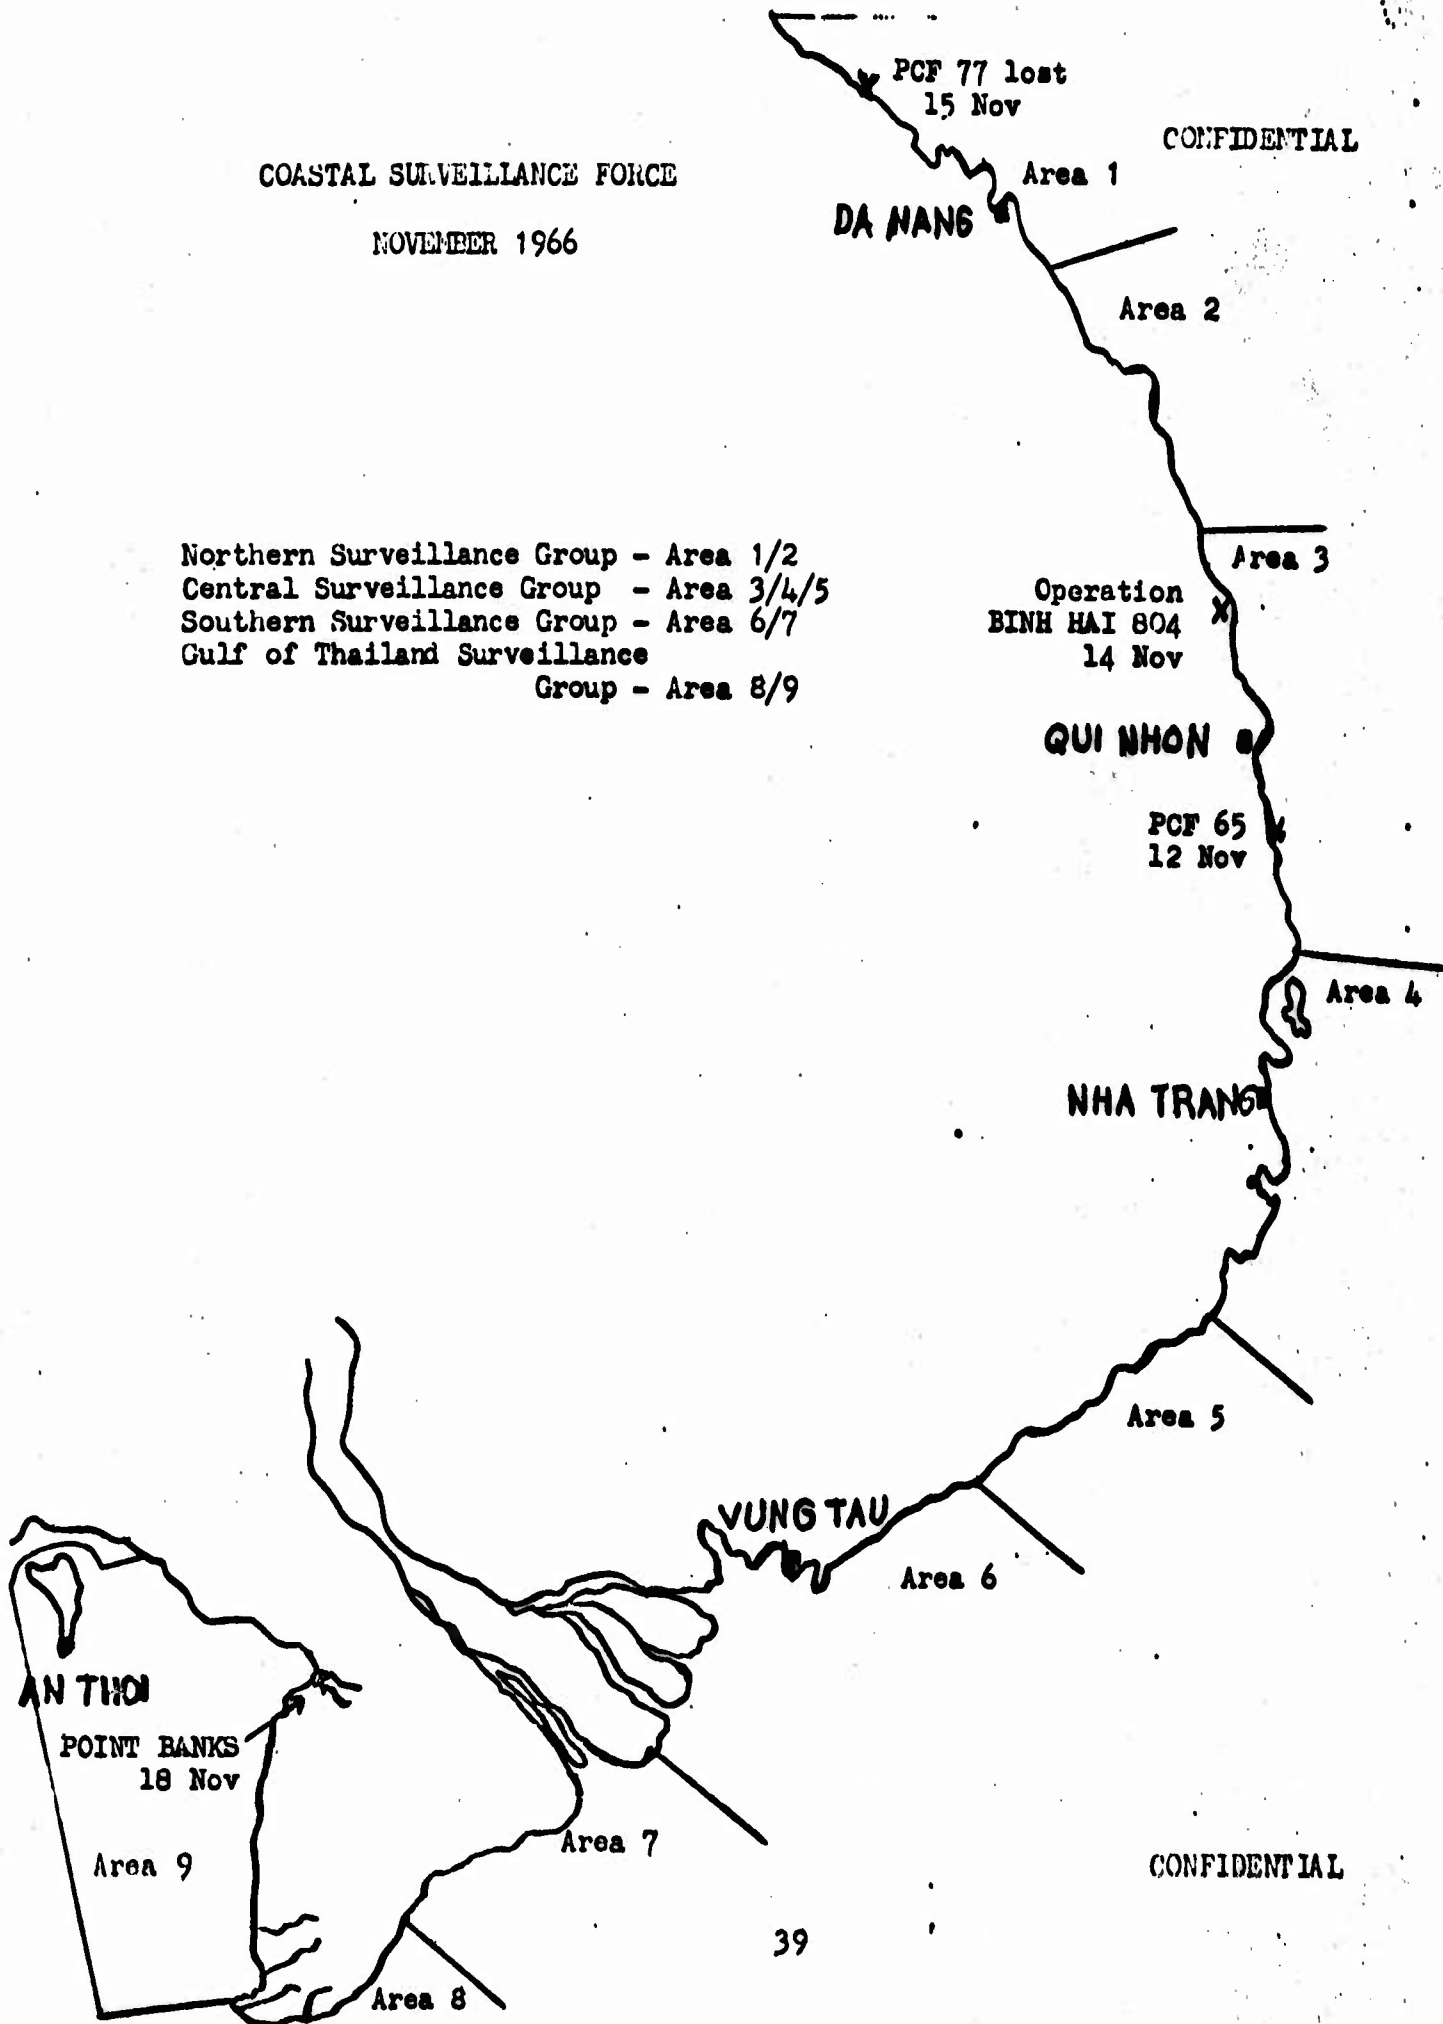 PCF 77 lost
15 Nov
CONFIDENTIAL
COASTAL SURVEILLANCE FORCE
NOVEMBER 1966
Area 1
DA NANG
Area 2
Northern Surveillance Group - Area 1/2
Central Surveillance Group - Area 3/4/5
Southern Surveillance Group - Area 6/7
Gulf of Thailand Surveillance
Group - Area 8/9
Area 3
Operation
BINH HAI 804
14 Nov
QUI NHON
PCF 65
12 Nov
Area 4
NHA TRANG
Area 5
VUNG TAU
Area 6
AN THOI
POINT BANKS
18 Nov
Area 7
Area 9
CONFIDENTIAL
39
Area 8